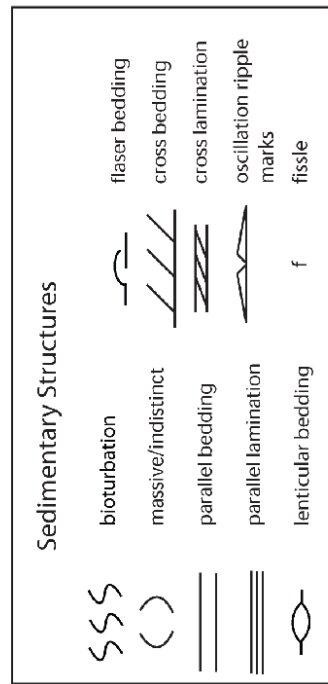 Sedimentary Structures
bioturbation
massive/indistinct
parallel bedding
parallel lamination
lenticular bedding
flaser bedding
cross bedding
cross lamination
oscillation ripple
marks
f
fissle